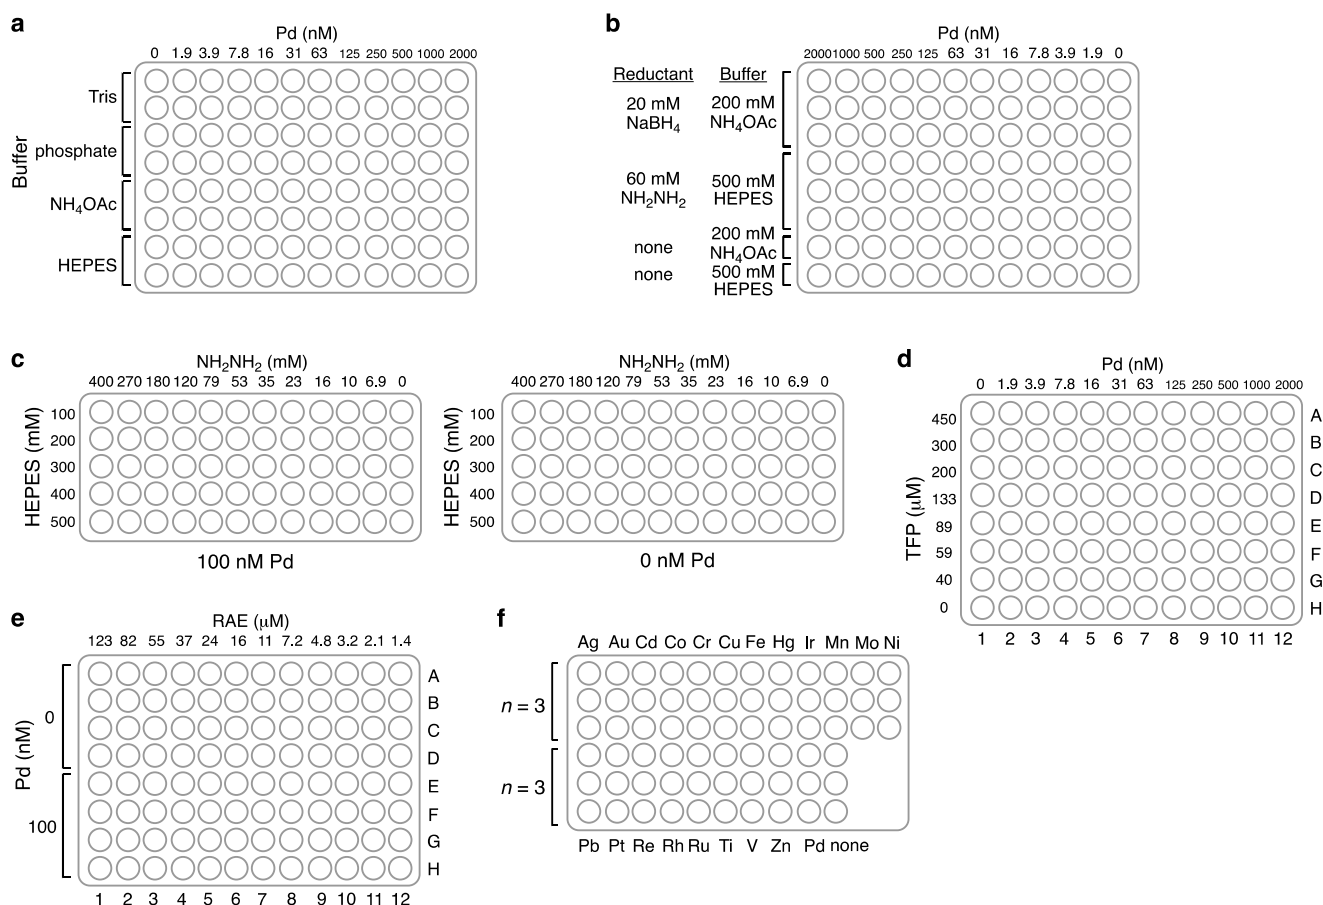 a
Pd (nM)
0 1.9 3.9 7.8 16 31 63 125 250 500 1000 2000
Buffer
Tris
phosphate
NH₄OAc
HEPES
b
Pd (nM)
2000 1000 500 250 125 63 31 16 7.8 3.9 1.9 0
Reductant Buffer
20 mM 200 mM
NaBH₄ NH₄OAc
60 mM 500 mM
NH₂NH₂ HEPES
200 mM
none NH₄OAc
none 500 mM
HEPES
c
NH₂NH₂ (mM)
400 270 180 120 79 53 35 23 16 10 6.9 0
HEPES (mM)
100
200
300
400
500
100 nM Pd
NH₂NH₂ (mM)
400 270 180 120 79 53 35 23 16 10 6.9 0
HEPES (mM)
100
200
300
400
500
0 nM Pd
d
Pd (nM)
0 1.9 3.9 7.8 16 31 63 125 250 500 1000 2000
TFP (μM)
450 A
300 B
200 C
133 D
89 E
59 F
40 G
0 H
1 2 3 4 5 6 7 8 9 10 11 12
e
RAE (μM)
123 82 55 37 24 16 11 7.2 4.8 3.2 2.1 1.4
Pd (nM)
0
100
A
B
C
D
E
F
G
H
1 2 3 4 5 6 7 8 9 10 11 12
f
Ag Au Cd Co Cr Cu Fe Hg Ir Mn Mo Ni
n = 3
n = 3
Pb Pt Re Rh Ru Ti V Zn Pd none